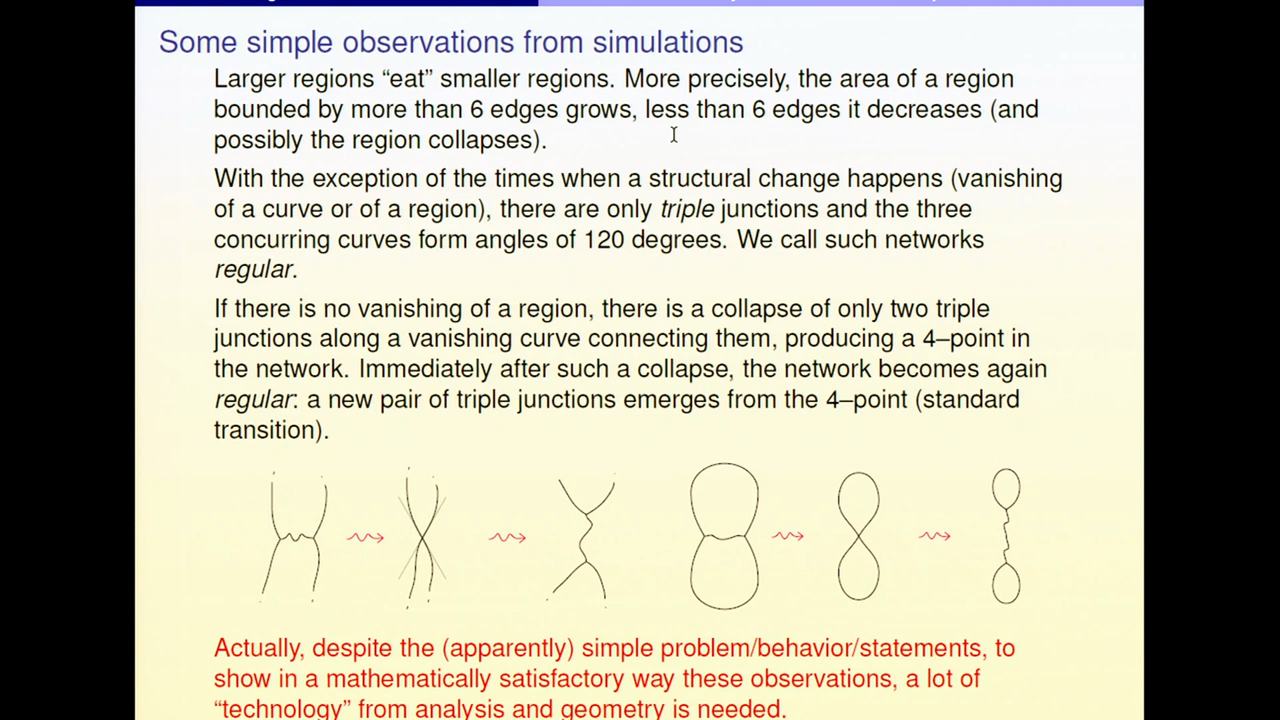 Some simple observations from simulations
Larger regions “eat” smaller regions. More precisely, the area of a region
bounded by more than 6 edges grows, less than 6 edges it decreases (and
possibly the region collapses).
With the exception of the times when a structural change happens (vanishing
of a curve or of a region), there are only triple junctions and the three
concurring curves form angles of 120 degrees. We call such networks
regular.
If there is no vanishing of a region, there is a collapse of only two triple
junctions along a vanishing curve connecting them, producing a 4–point in
the network. Immediately after such a collapse, the network becomes again
regular: a new pair of triple junctions emerges from the 4–point (standard
transition).
Actually, despite the (apparently) simple problem/behavior/statements, to
show in a mathematically satisfactory way these observations, a lot of
“technology” from analysis and geometry is needed.